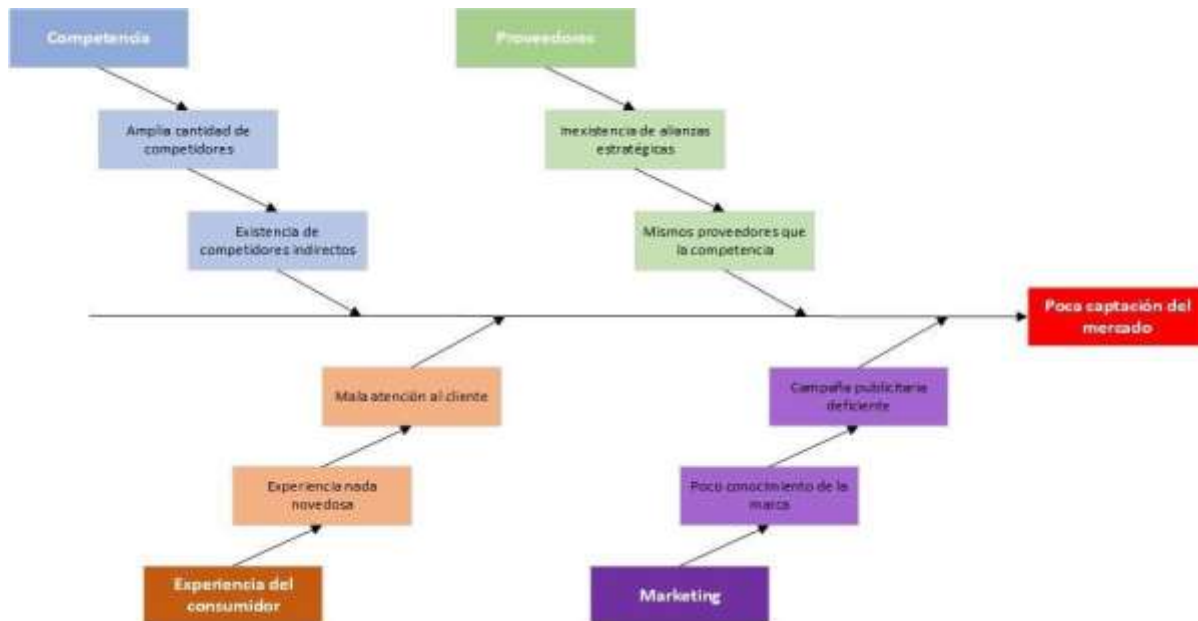 Competencia
Proveedores
Amplia cantidad de
competidores
Inexistencia de alianzas
estratégicas
Existencia de
competidores indirectos
Mismos proveedores que
la competencia
Poca captación del
mercado
Mala atención al cliente
Campaña publicitaria
deficiente
Experiencia nada
novedosa
Poco conocimiento de la
marca
Experiencia del
consumidor
Marketing